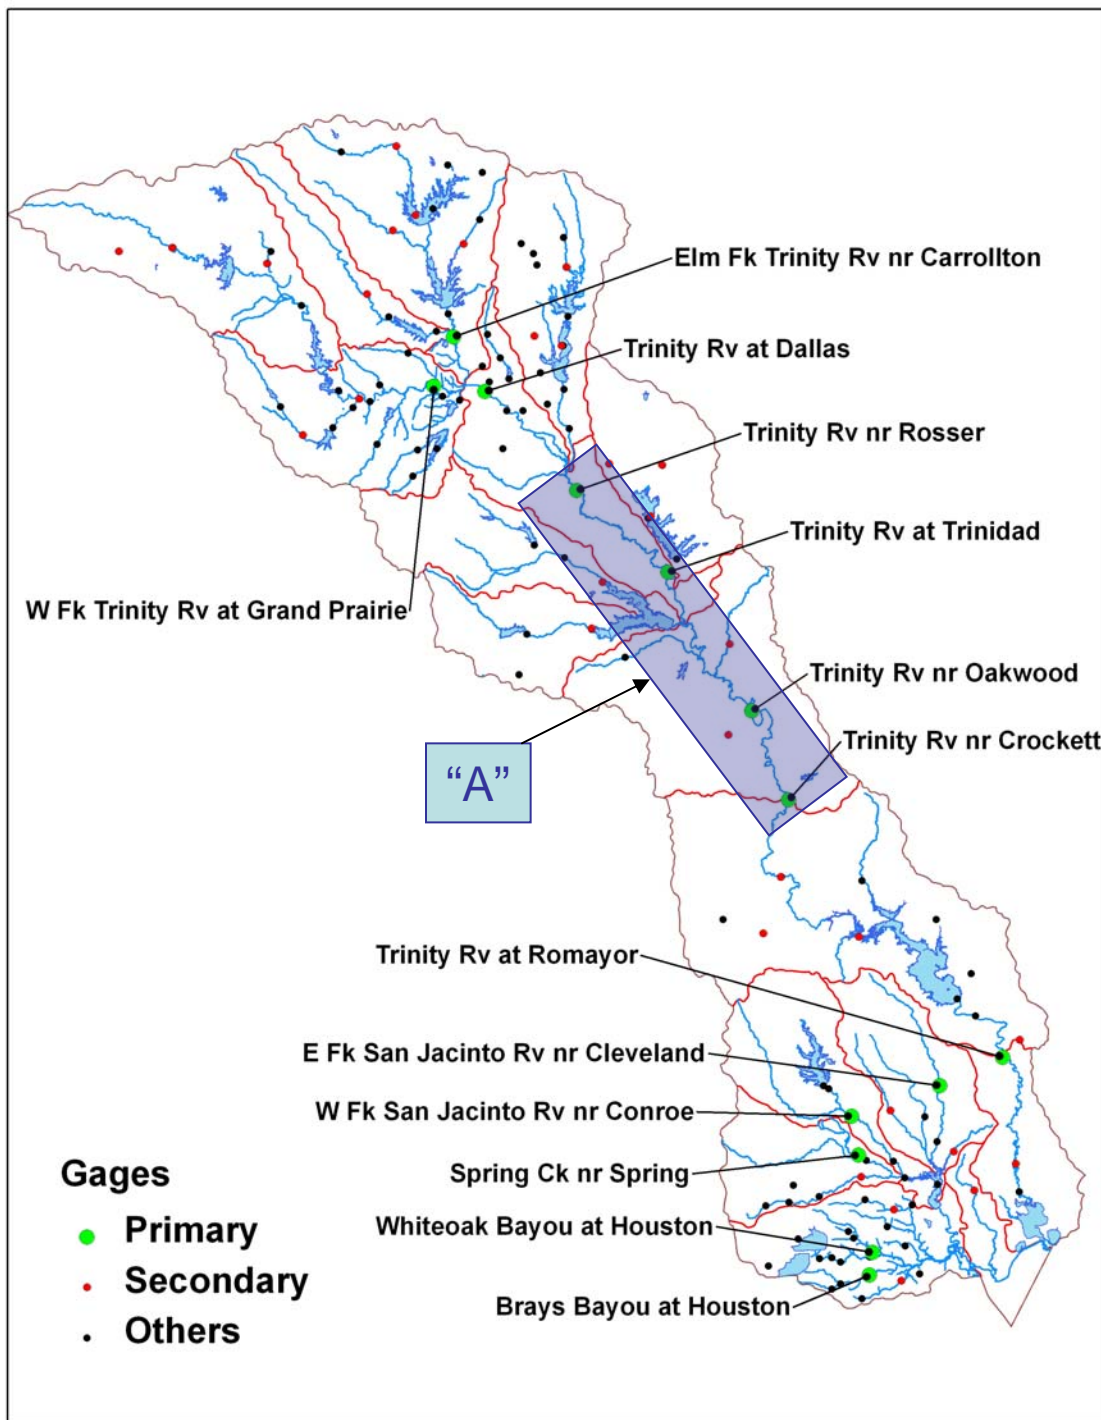 Elm Fk Trinity Rv nr Carrollton
Trinity Rv at Dallas
Trinity Rv nr Rosser
Trinity Rv at Trinidad
W Fk Trinity Rv at Grand Prairie
Trinity Rv nr Oakwood
Trinity Rv nr Crockett
“A”
Trinity Rv at Romayor
E Fk San Jacinto Rv nr Cleveland
W Fk San Jacinto Rv nr Conroe
Spring Ck nr Spring
Whiteoak Bayou at Houston
Brays Bayou at Houston
Gages
Primary
Secondary
Others